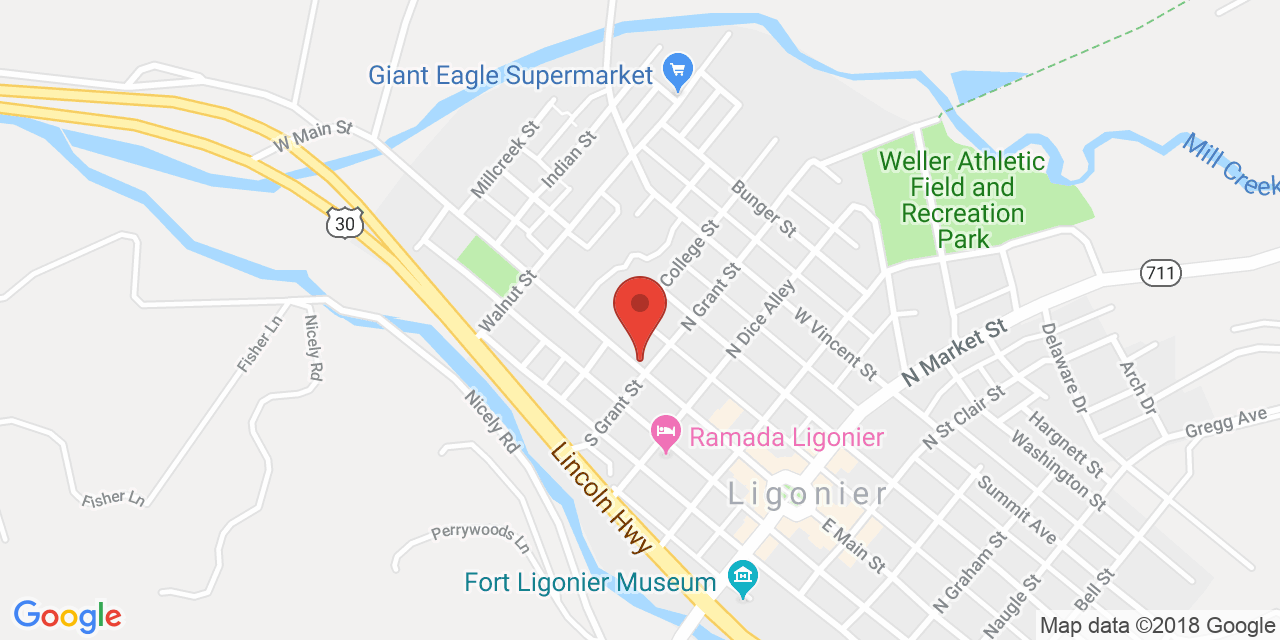 Giant Eagle Supermarket
W Main St
Millcreek St
Indian St
Weller Athletic
Field and
Recreation
Park
Mill Creek
Bunger St
30
College St
711
Walnut St
N Grant St
N Dice Alley
W Vincent St
Fisher Ln
Nicely Rd
N Market St
Delaware Dr
Arch Dr
Nicely Rd
S Grant St
N St Clair St
Hargnett St
Gregg Ave
Washington St
Ramada Ligonier
Lincoln Hwy
Ligonier
Fisher Ln
Summit Ave
Perrywoods Ln
E Main St
Fort Ligonier Museum
N Graham St
Naugle St
Bell St
Google
Map data ©2018 Google